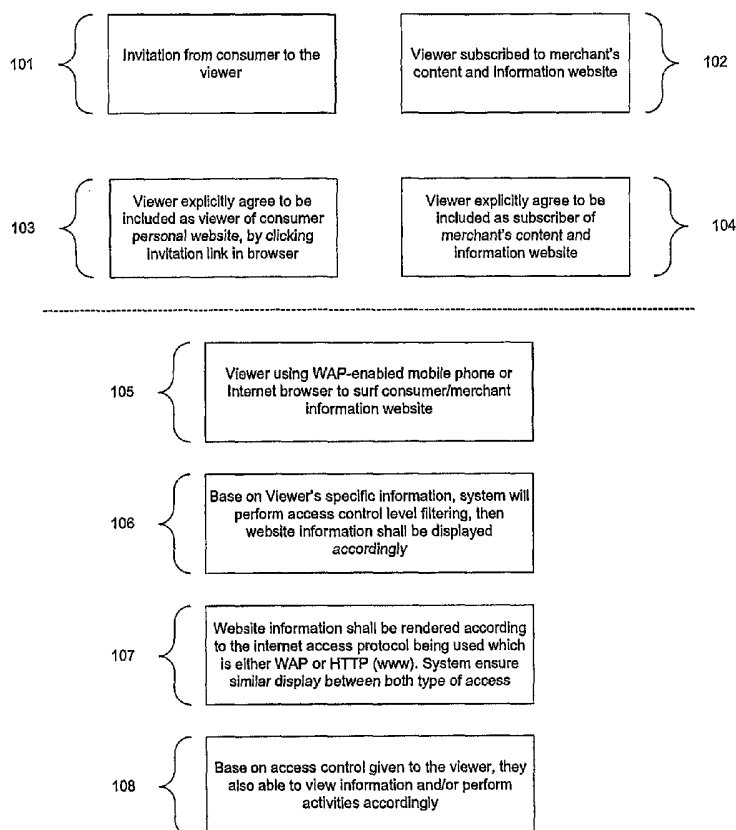 101
Invitation from consumer to the
viewer
Viewer subscribed to merchant's
content and information website
102
103
Viewer explicitly agree to be
included as viewer of consumer
personal website, by clicking
invitation link in browser
Viewer explicitly agree to be
included as subscriber of
merchant's content and
information website
104
105
Viewer using WAP-enabled mobile phone or
Internet browser to surf consumer/merchant
information website
106
Base on Viewer's specific information, system will
perform access control level filtering, then
website information shall be displayed
accordingly
107
Website information shall be rendered according
to the internet access protocol being used which
is either WAP or HTTP (www). System ensure
similar display between both type of access
108
Base on access control given to the viewer, they
also able to view information and/or perform
activities accordingly